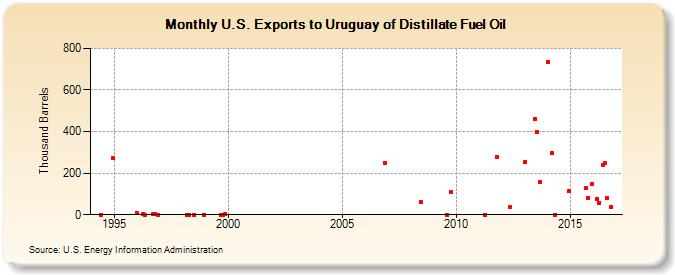 Monthly U.S. Exports to Uruguay of Distillate Fuel Oil
Thousand Barrels
800
600
400
200
0
1995 2000 2005 2010 2015
Source: U.S. Energy Information Administration